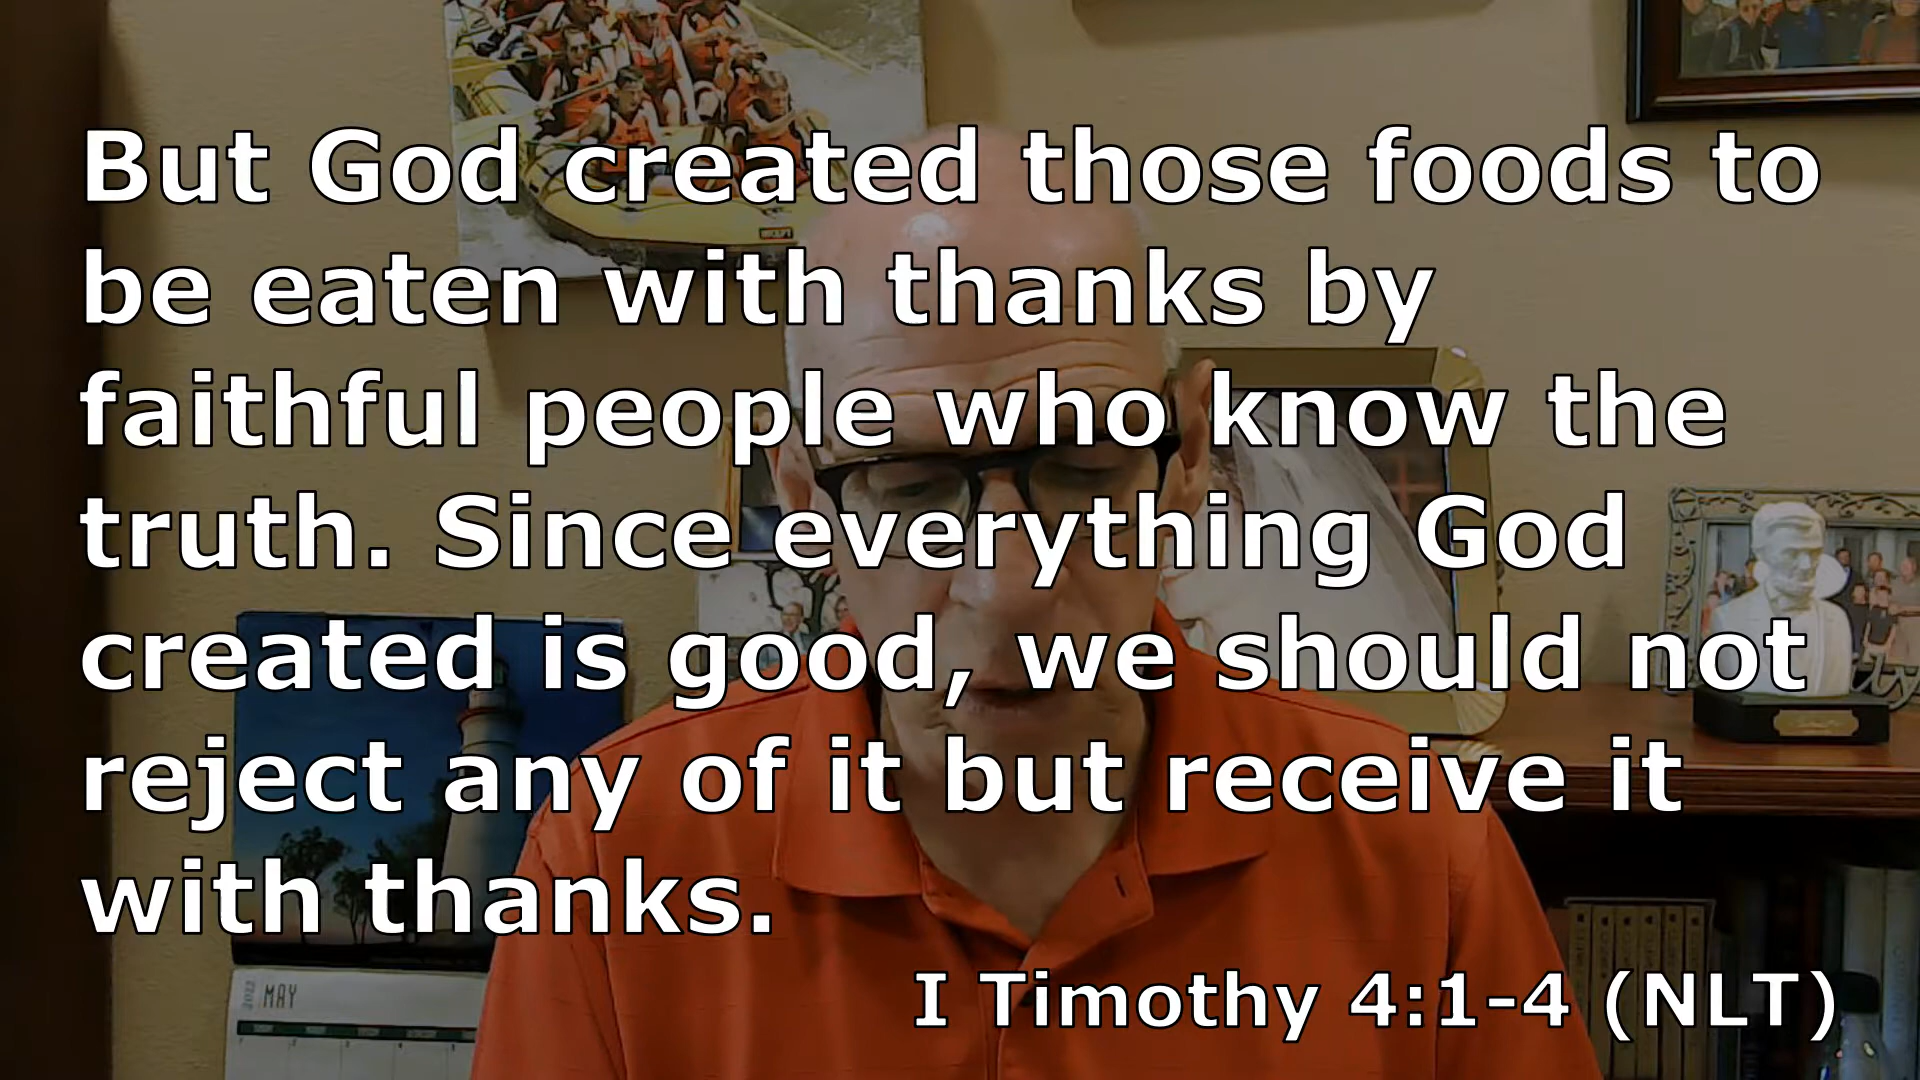 But God created those foods to
be eaten with thanks by
faithful people who know the
truth. Since everything God
created is good, we should not
reject any of it but receive it
with thanks.
I Timothy 4:1-4 (NLT)
2022 MAY